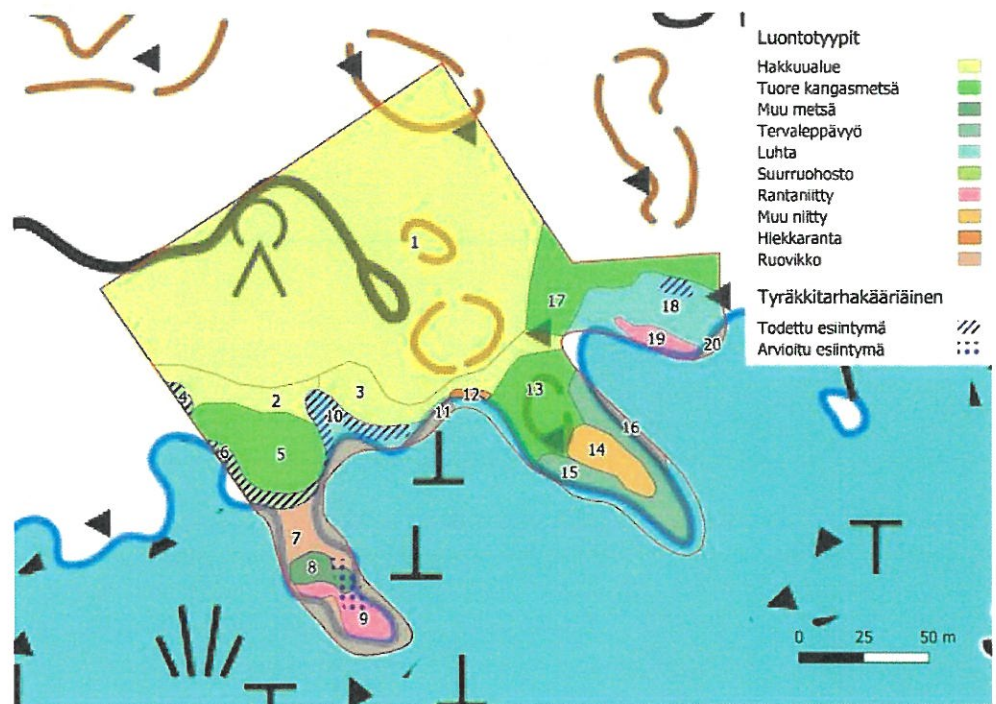 Luontotyypit
Hakkuualue
Tuore kangasmetsä
Muu metsä
Tervaleppävyö
Luhta
Suurruohosto
Rantaniitty
Muu niitty
Hiekkaranta
Ruovikko
Tyräkkitarhakääriäinen
Todettu esiintymä
Arvioitu esiintymä
1
17
18
19
20
2
3
13
12
11
10
4
5
6
16
14
15
7
8
9
0 25 50 m